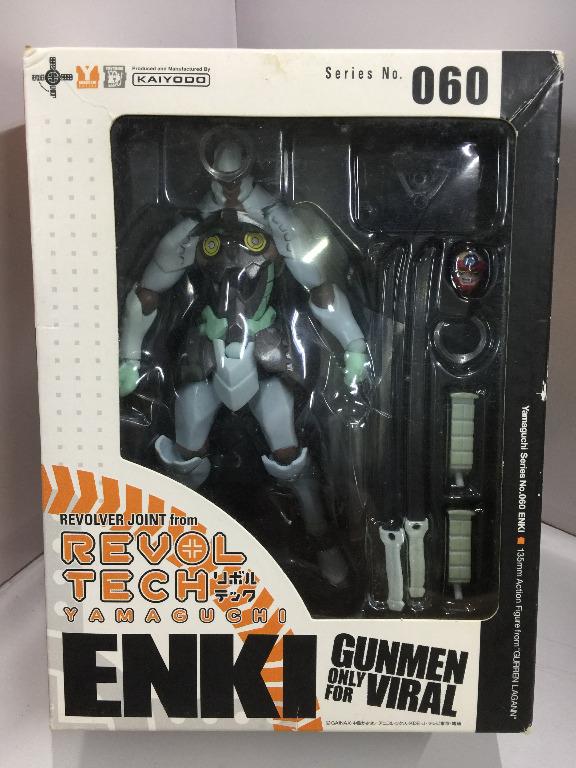 Produced and Manufactured By
KAIYODO
Series No. 060
Yamaguchi Series No.060 ENKI ■ 135mm Action Figure from "GURREN LAGANN"
REVOLVER JOINT from
REVOL
TECH リボル
テック
YAMAGUCHI
ENKI
GUNMEN
ONLY
FOR VIRAL